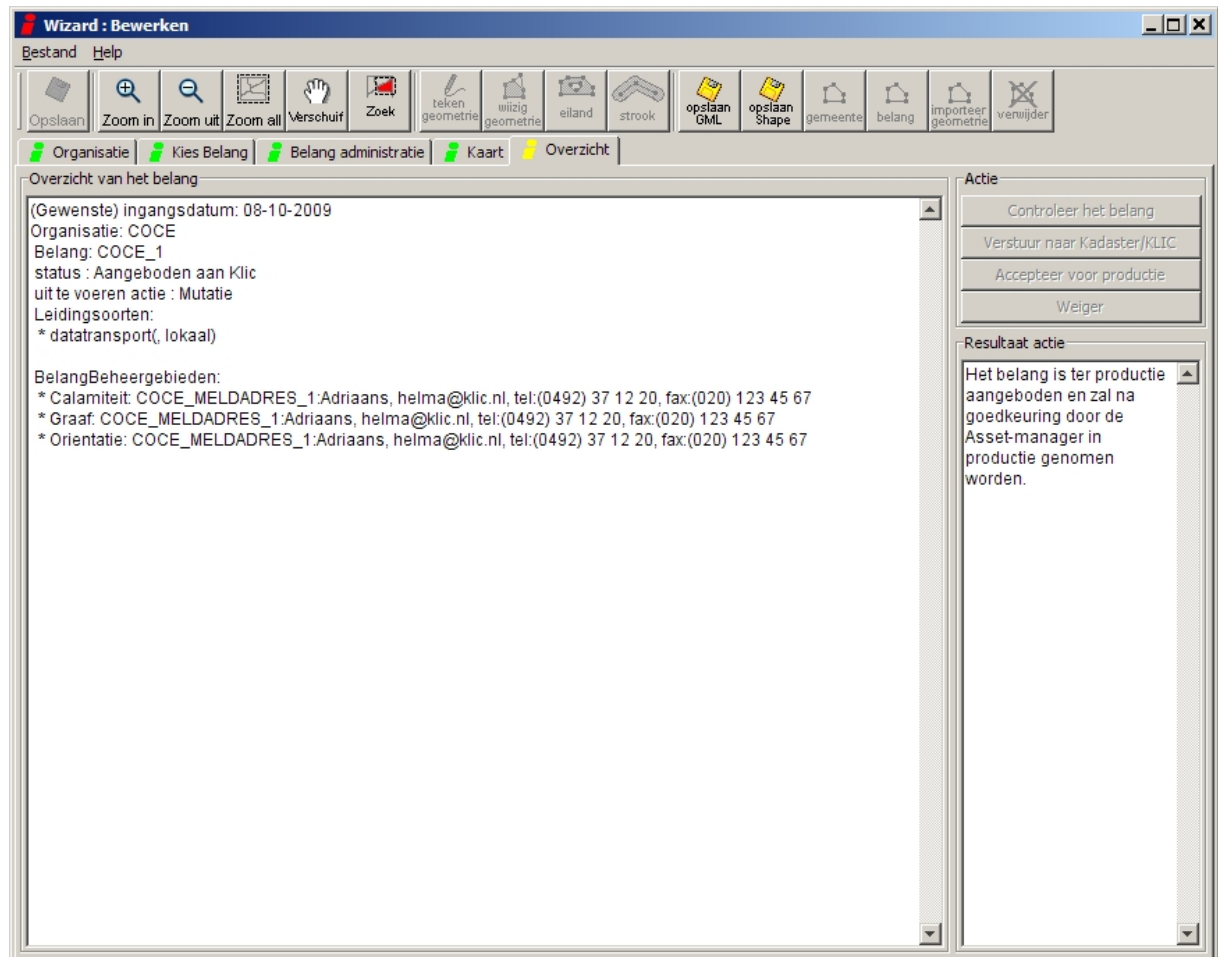 Wizard : Bewerken
Bestand Help
Opslaan Zoom in Zoom uit Zoom all Verschuif Zoek teken geometrie wijzig geometrie eiland strook opslaan GML opslaan Shape gemeente belang importeer geometrie verwijder
Organisatie Kies Belang Belang administratie Kaart Overzicht
Overzicht van het belang
(Gewenste) ingangsdatum: 08-10-2009
Organisatie: COCE
Belang: COCE_1
status : Aangeboden aan Klic
uit te voeren actie : Mutatie
Leidingsoorten:
* datatransport(, lokaal)
BelangBeheergebieden:
* Calamiteit: COCE_MELDADRES_1:Adriaans, helma@klic.nl, tel:(0492) 37 12 20, fax:(020) 123 45 67
* Graaf: COCE_MELDADRES_1:Adriaans, helma@klic.nl, tel:(0492) 37 12 20, fax:(020) 123 45 67
* Orientatie: COCE_MELDADRES_1:Adriaans, helma@klic.nl, tel:(0492) 37 12 20, fax:(020) 123 45 67
Actie
Controleer het belang
Verstuur naar Kadaster/KLIC
Accepteer voor productie
Weiger
Resultaat actie
Het belang is ter productie
aangeboden en zal na
goedkeuring door de
Asset-manager in
productie genomen
worden.